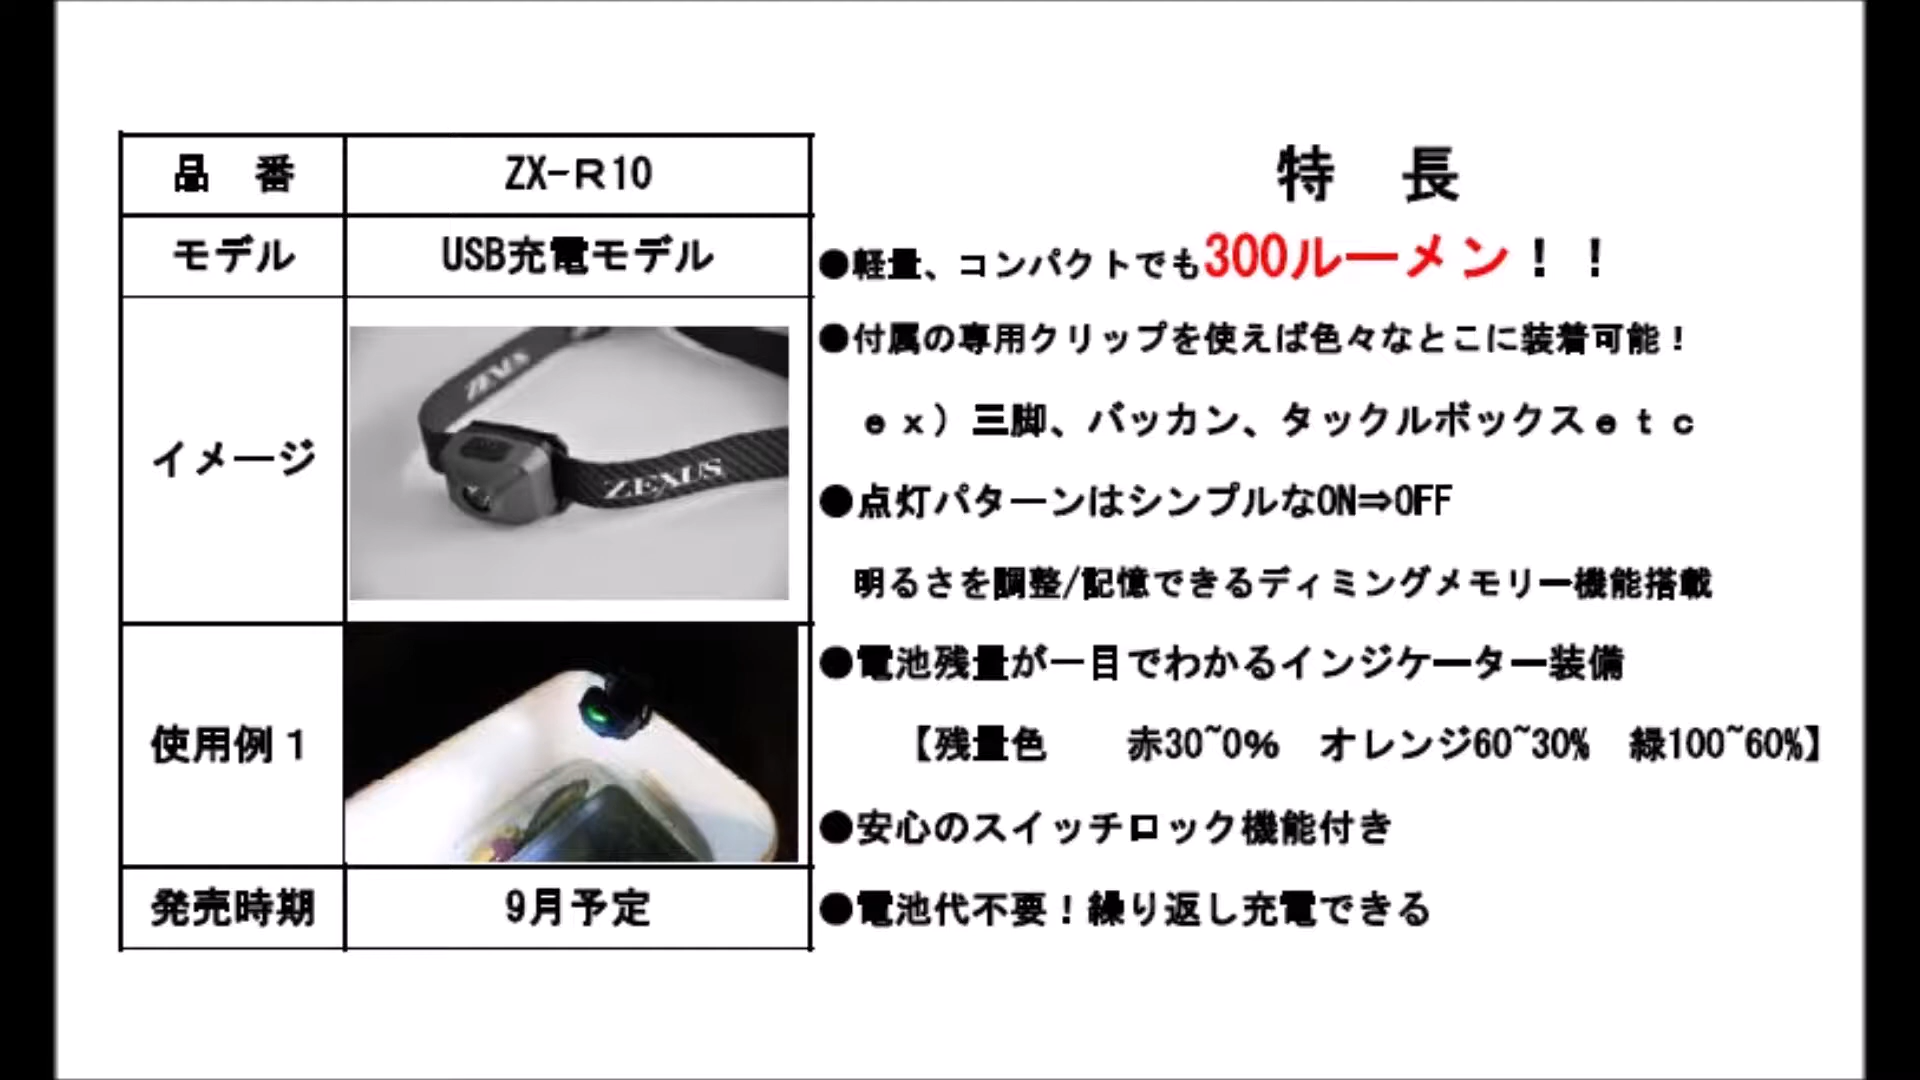 品　番
ZX-R10
モデル
USB充電モデル
イメージ
ZEXUS
ZEXUS
使用例１
発売時期
9月予定
特　長
●軽量、コンパクトでも300ルーメン！！
●付属の専用クリップを使えば色々なとこに装着可能！
ｅｘ）三脚、バッカン、タックルボックスｅｔｃ
●点灯パターンはシンプルなON⇒OFF
明るさを調整/記憶できるディミングメモリー機能搭載
●電池残量が一目でわかるインジケーター装備
【残量色　　赤30~0%　オレンジ60~30%　緑100~60%】
●安心のスイッチロック機能付き
●電池代不要！繰り返し充電できる